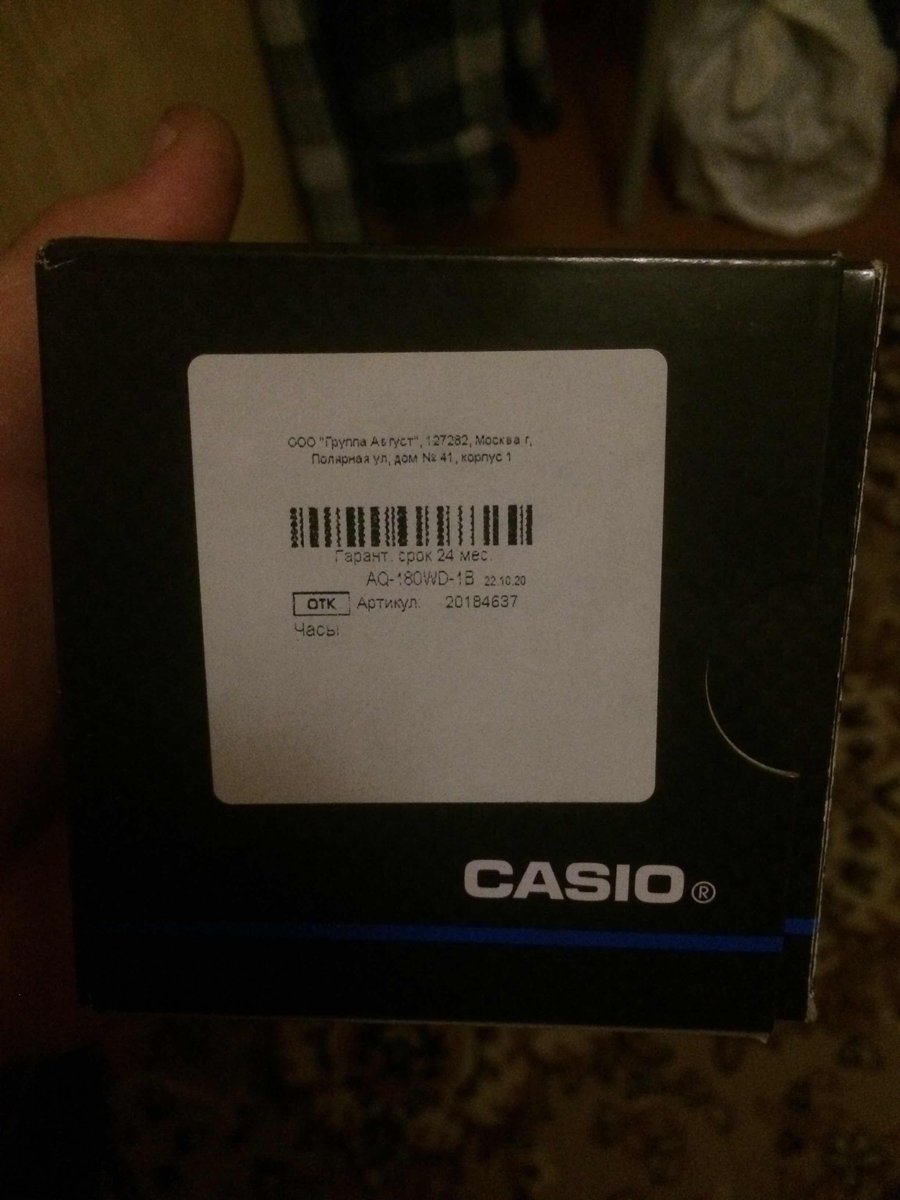 ООО "Группа Август", 127282, Москва г,
Полярная ул, дом № 41, корпус 1
Гарант. срок 24 мес.
AQ-180WD-1B 22.10.20
ОТК Артикул: 20184637
Часы
CASIO®